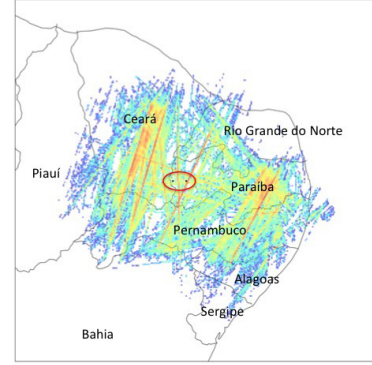 Ceará
Rio Grande do Norte
Piauí
Paraíba
Pernambuco
Alagoas
Sergipe
Bahia